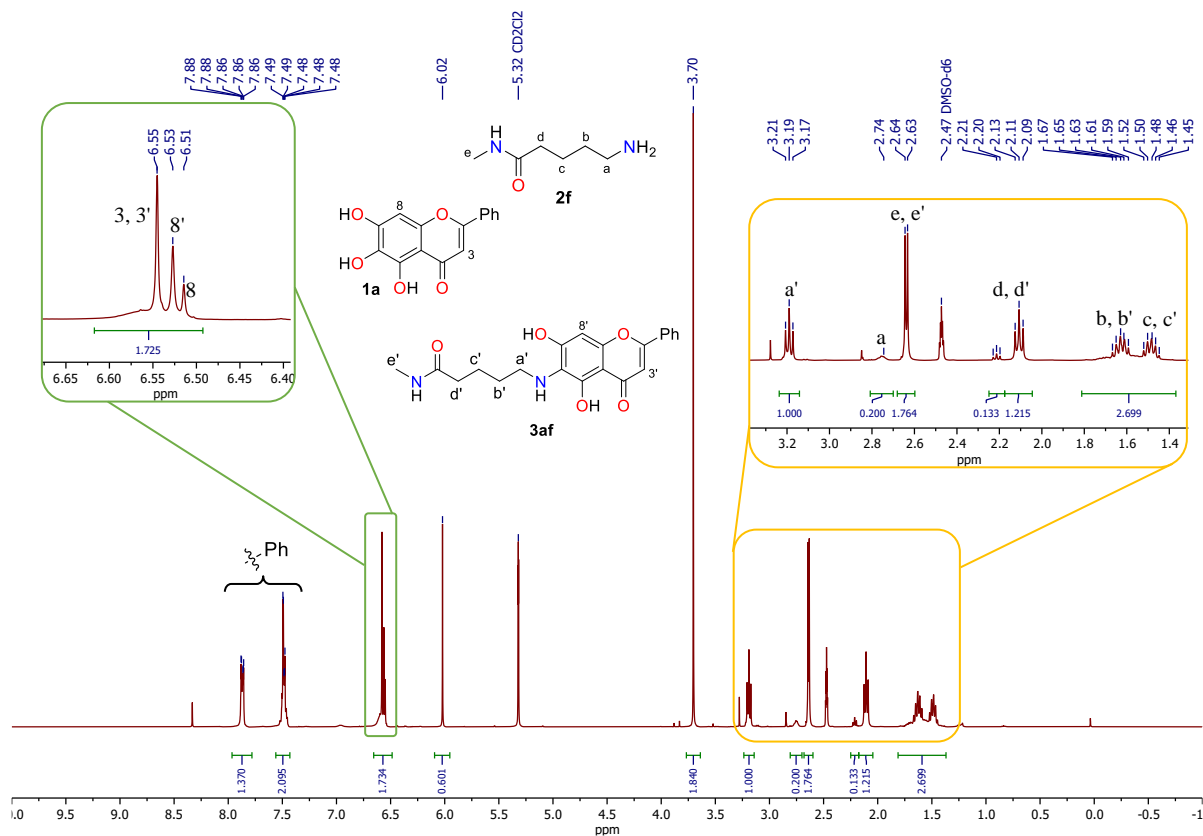 7.88
7.88
7.86
7.86
7.86
7.49
7.49
7.48
7.48
7.48
6.02
5.32 CD2Cl2
3.70
3.21
3.19
3.17
2.74
2.64
2.63
2.47 DMSO-d6
2.21
2.20
2.13
2.11
2.09
1.67
1.65
1.63
1.61
1.59
1.52
1.50
1.48
1.46
1.45
6.55
6.53
6.51
3, 3'
8'
8
1.725
6.65 6.60 6.55 6.50 6.45 6.40
ppm
e
N
H
O
d
c
b
a
NH2
2f
HO
HO
OH
8
O
Ph
3
O
1a
e'
N
H
O
d'
c'
b'
a'
N
H
HO
8'
O
Ph
3'
OH
O
3af
a'
a
e, e'
d, d'
b, b'
c, c'
1.000
0.200
1.764
0.133
1.215
2.699
3.2 3.0 2.8 2.6 2.4 2.2 2.0 1.8 1.6 1.4
ppm
Ph
1.370
2.095
1.734
0.601
1.840
1.000
0.200
1.764
0.133
1.215
2.699
0.0 9.5 9.0 8.5 8.0 7.5 7.0 6.5 6.0 5.5 5.0 4.5 4.0 3.5 3.0 2.5 2.0 1.5 1.0 0.5 0.0 -0.5 -1
ppm